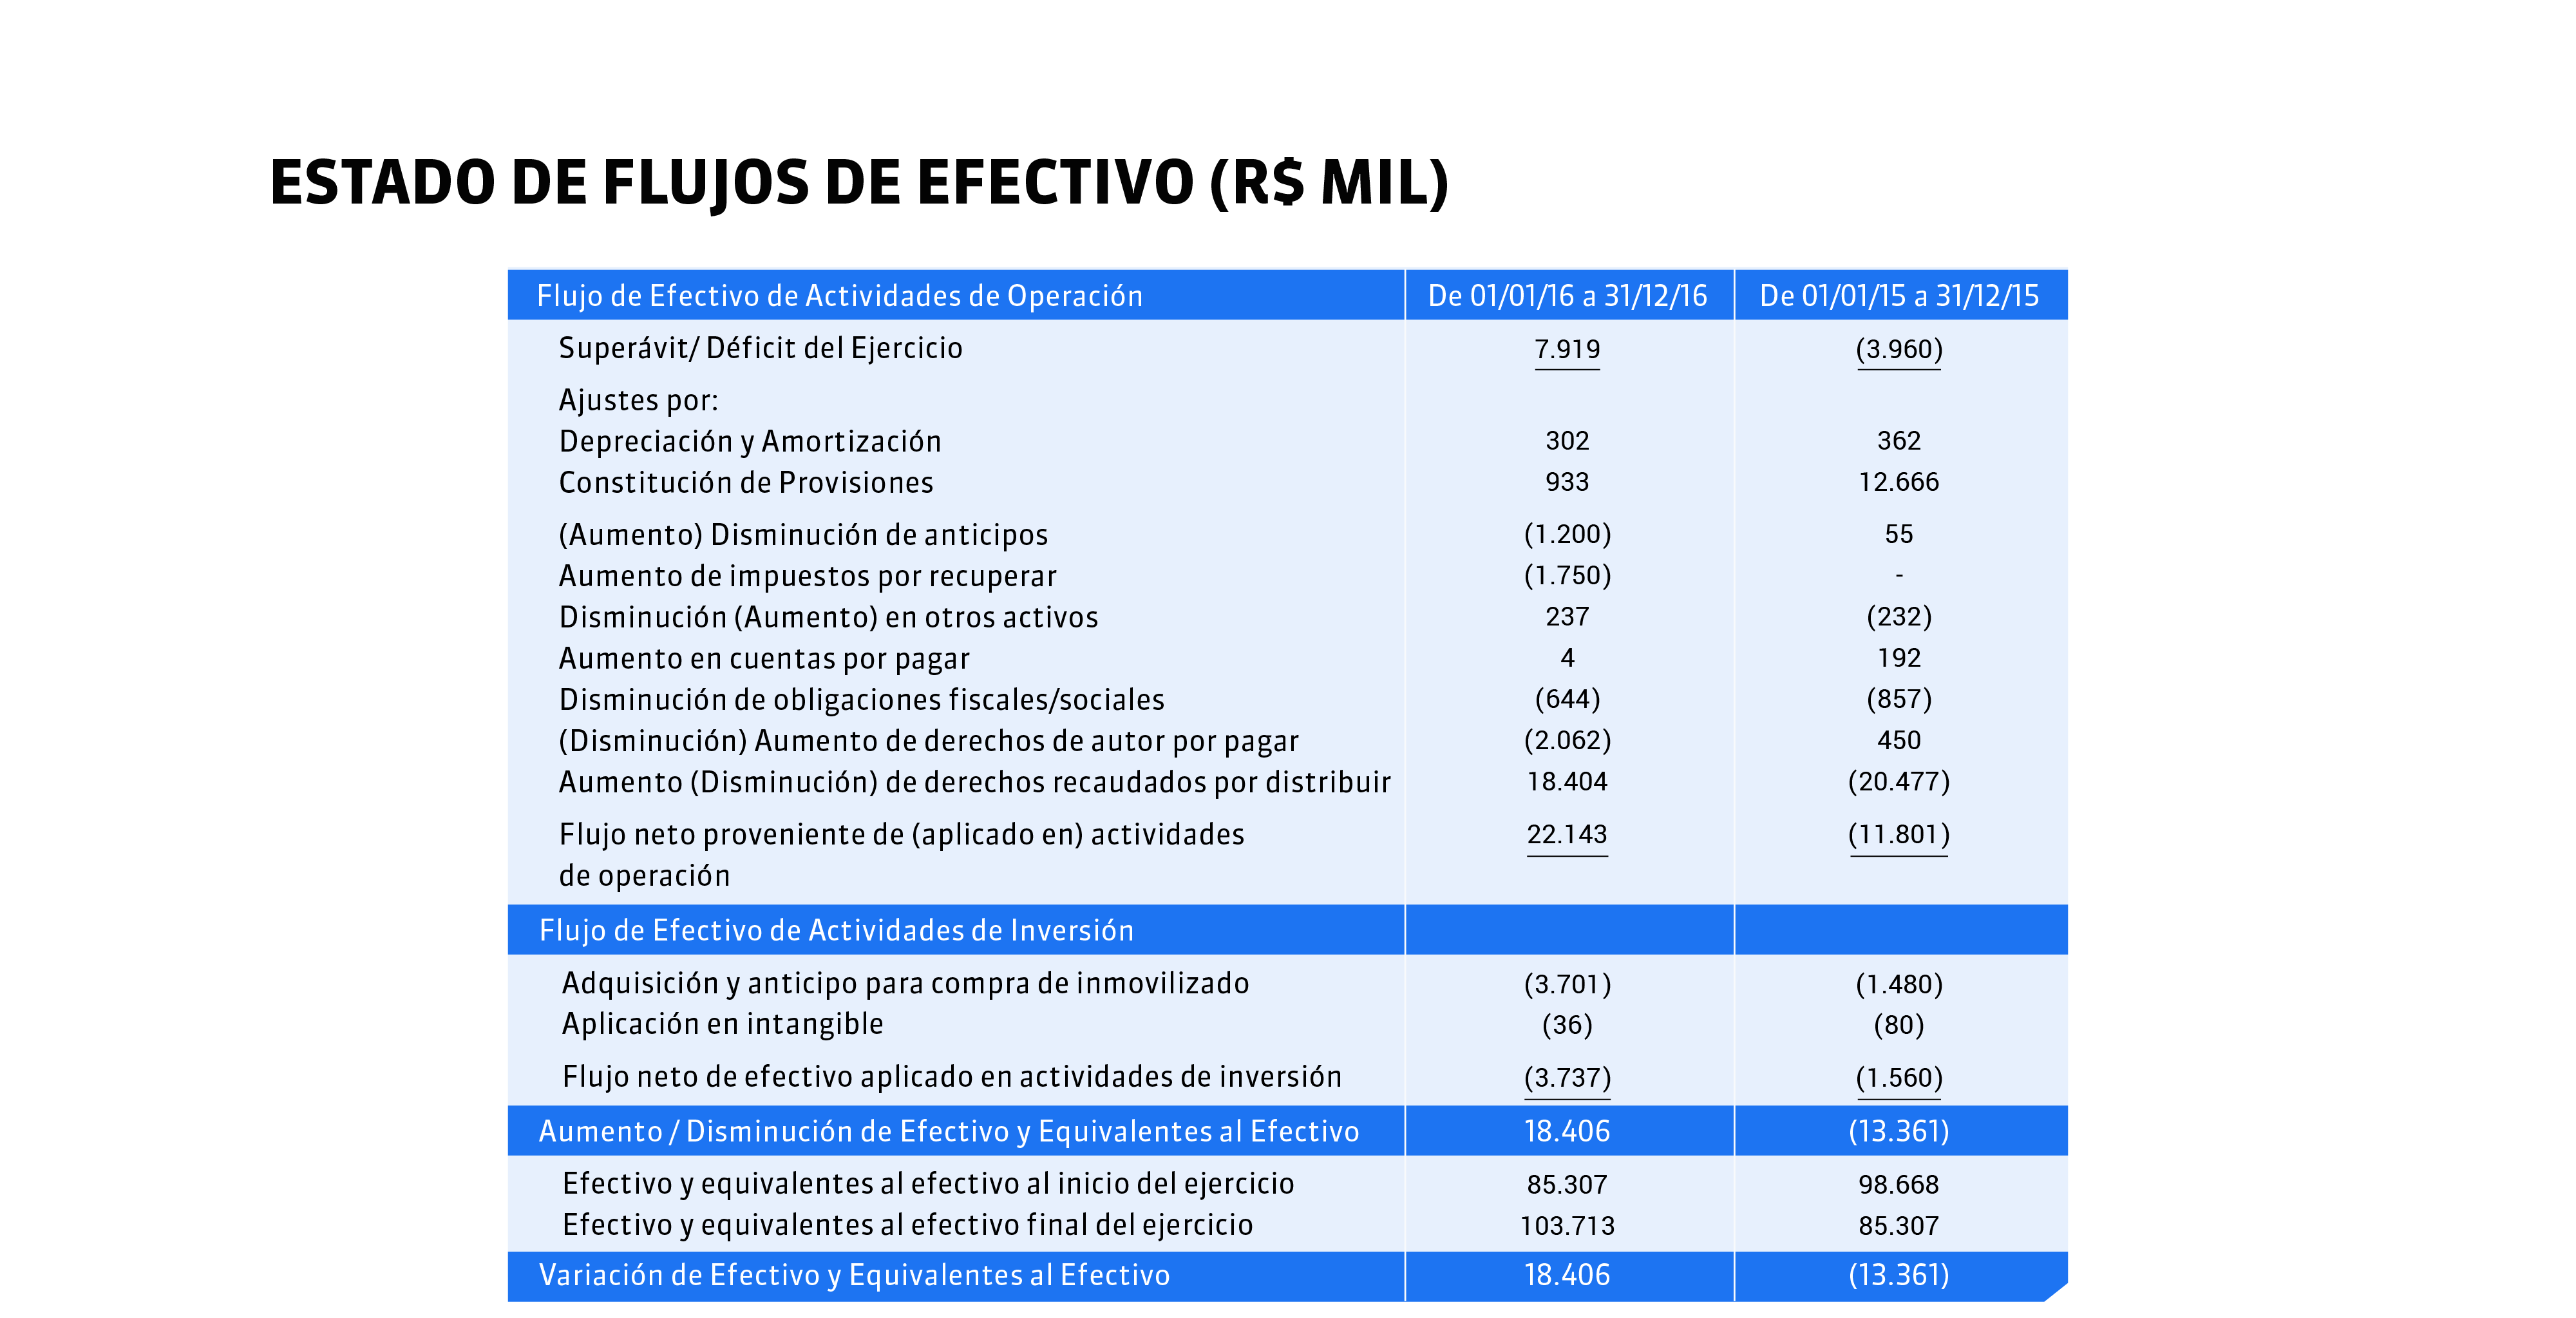 ESTADO DE FLUJOS DE EFECTIVO (R$ MIL)
Flujo de Efectivo de Actividades de Operación De 01/01/16 a 31/12/16 De 01/01/15 a 31/12/15
Superávit/ Déficit del Ejercicio 7.919 (3.960)
Ajustes por:
Depreciación y Amortización 302 362
Constitución de Provisiones 933 12.666
(Aumento) Disminución de anticipos (1.200) 55
Aumento de impuestos por recuperar (1.750) -
Disminución (Aumento) en otros activos 237 (232)
Aumento en cuentas por pagar 4 192
Disminución de obligaciones fiscales/sociales (644) (857)
(Disminución) Aumento de derechos de autor por pagar (2.062) 450
Aumento (Disminución) de derechos recaudados por distribuir 18.404 (20.477)
Flujo neto proveniente de (aplicado en) actividades 22.143 (11.801)
de operación
Flujo de Efectivo de Actividades de Inversión
Adquisición y anticipo para compra de inmovilizado (3.701) (1.480)
Aplicación en intangible (36) (80)
Flujo neto de efectivo aplicado en actividades de inversión (3.737) (1.560)
Aumento / Disminución de Efectivo y Equivalentes al Efectivo 18.406 (13.361)
Efectivo y equivalentes al efectivo al inicio del ejercicio 85.307 98.668
Efectivo y equivalentes al efectivo final del ejercicio 103.713 85.307
Variación de Efectivo y Equivalentes al Efectivo 18.406 (13.361)